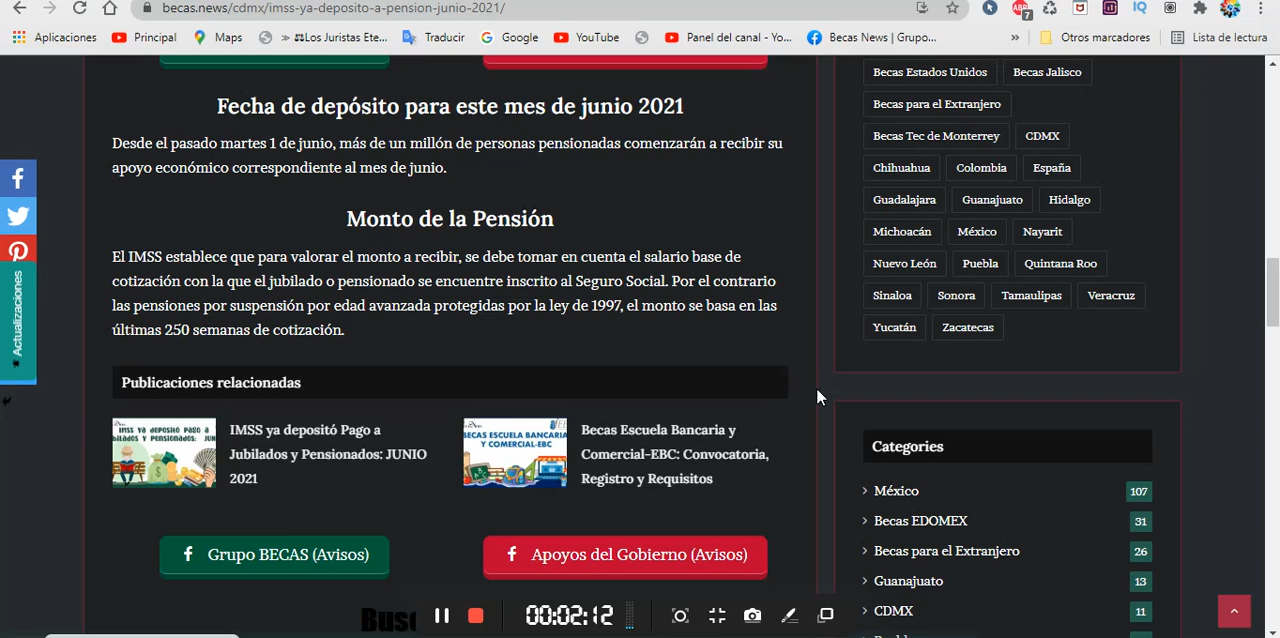 becas.news/cdmx/imss-ya-deposito-a-pension-junio-2021/
Aplicaciones
Principal
Maps
» ⚖Los Juristas Ete...
Traducir
Google
YouTube
Panel del canal - Yo...
Becas News | Grupo...
»
Otros marcadores
Lista de lectura
Actualizaciones
Fecha de depósito para este mes de junio 2021
Desde el pasado martes 1 de junio, más de un millón de personas pensionadas comenzarán a recibir su
apoyo económico correspondiente al mes de junio.
Monto de la Pensión
El IMSS establece que para valorar el monto a recibir, se debe tomar en cuenta el salario base de
cotización con la que el jubilado o pensionado se encuentre inscrito al Seguro Social. Por el contrario
las pensiones por suspensión por edad avanzada protegidas por la ley de 1997, el monto se basa en las
últimas 250 semanas de cotización.
Publicaciones relacionadas
IMSS ya depositó Pago a
Jubilados y Pensionados: JUNIO
2021
BECAS ESCUELA BANCARIA
Y COMERCIAL-EBC
Becas Escuela Bancaria y
Comercial-EBC: Convocatoria,
Registro y Requisitos
Grupo BECAS (Avisos)
Apoyos del Gobierno (Avisos)
00:02:12
Becas Estados Unidos
Becas Jalisco
Becas para el Extranjero
Becas Tec de Monterrey
CDMX
Chihuahua
Colombia
España
Guadalajara
Guanajuato
Hidalgo
Michoacán
México
Nayarit
Nuevo León
Puebla
Quintana Roo
Sinaloa
Sonora
Tamaulipas
Veracruz
Yucatán
Zacatecas
Categories
México 107
Becas EDOMEX 31
Becas para el Extranjero 26
Guanajuato 13
CDMX 11